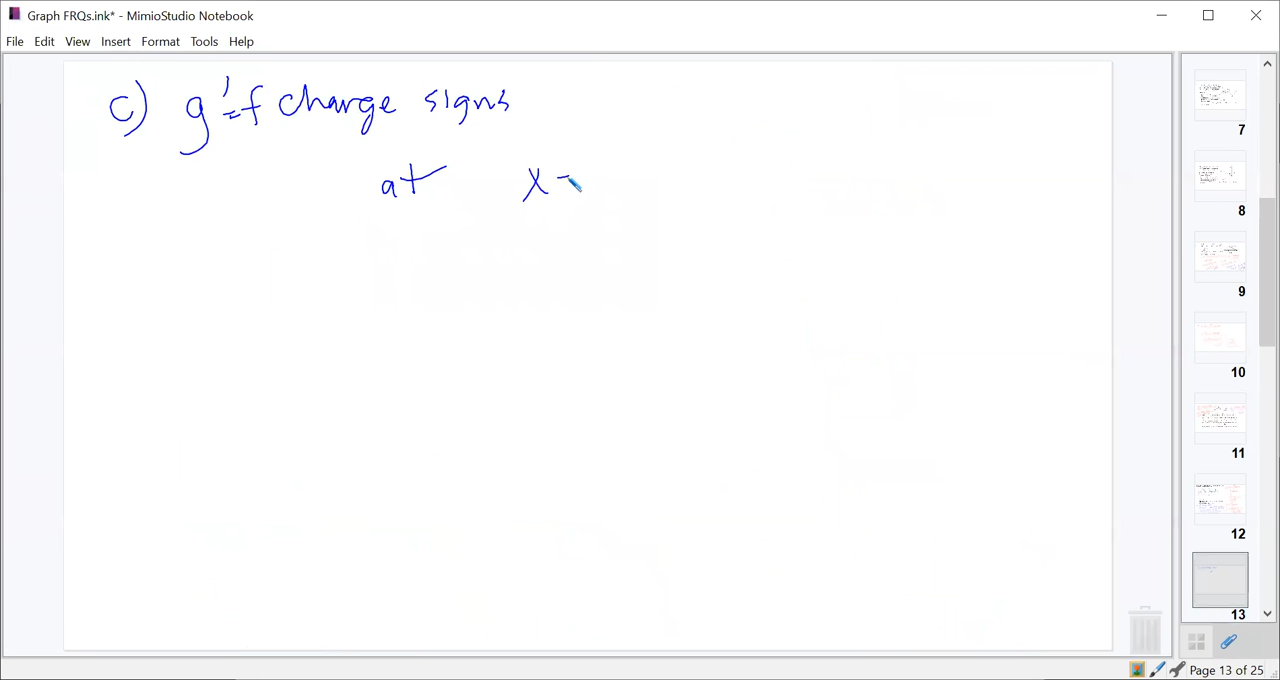 Graph FRQs.ink* - MimioStudio Notebook
File Edit View Insert Format Tools Help
c) g' = f change signs
at x =
7
8
9
10
11
12
13
Page 13 of 25